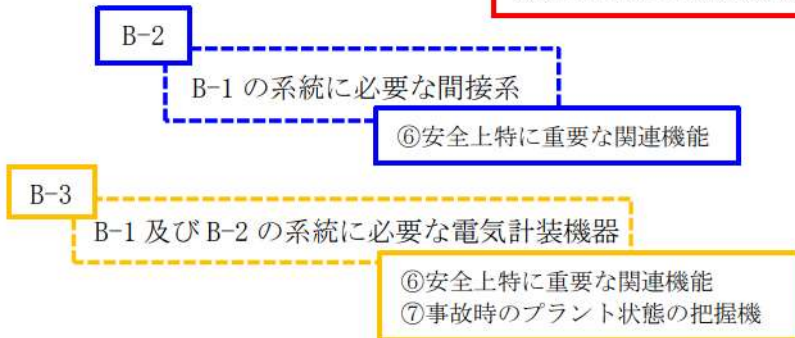 B-2
B-1 の系統に必要な間接系
⑥安全上特に重要な関連機能
B-3
B-1 及び B-2 の系統に必要な電気計装機器
⑥安全上特に重要な関連機能
⑦事故時のプラント状態の把握機